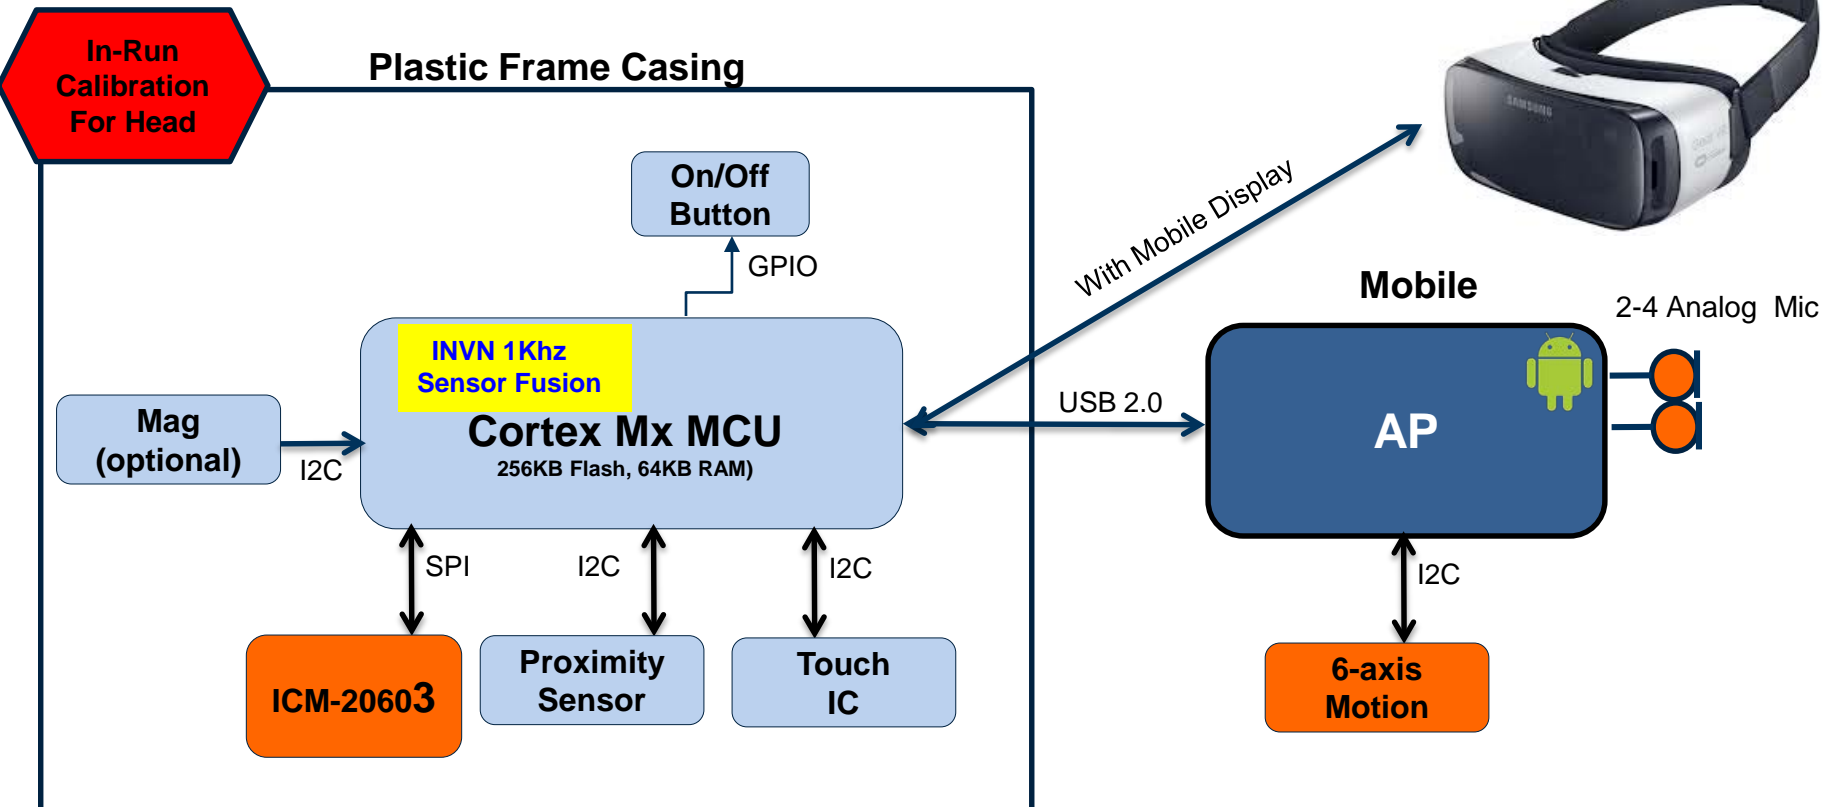 In-Run
Calibration
For Head
Plastic Frame Casing
SAMSUNG
On/Off
Button
GPIO
With Mobile Display
Mobile
2-4 Analog Mic
INVN 1Khz
Sensor Fusion
Cortex Mx MCU
256KB Flash, 64KB RAM)
Mag
(optional)
I2C
USB 2.0
AP
SPI
I2C
I2C
I2C
ICM-20603
Proximity
Sensor
Touch
IC
6-axis
Motion